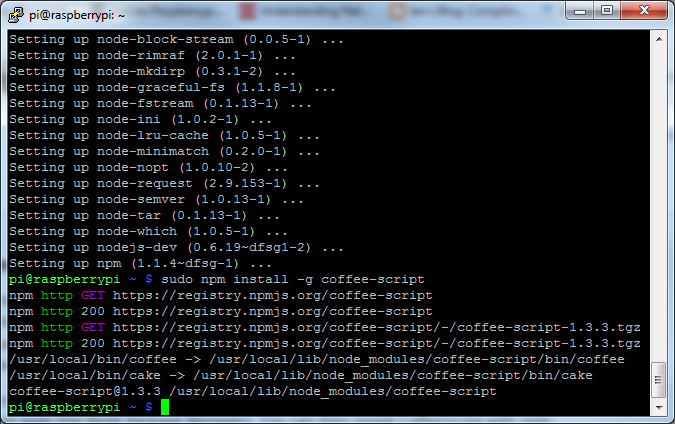 pi@raspberrypi: ~
Setting up node-block-stream (0.0.5-1) ...
Setting up node-rimraf (2.0.1-1) ...
Setting up node-mkdirp (0.3.1-2) ...
Setting up node-graceful-fs (1.1.8-1) ...
Setting up node-fstream (0.1.13-1) ...
Setting up node-ini (1.0.2-1) ...
Setting up node-lru-cache (1.0.5-1) ...
Setting up node-minimatch (0.2.0-1) ...
Setting up node-nopt (1.0.10-2) ...
Setting up node-request (2.9.153-1) ...
Setting up node-semver (1.0.13-1) ...
Setting up node-tar (0.1.13-1) ...
Setting up node-which (1.0.5-1) ...
Setting up nodejs-dev (0.6.19~dfsg1-2) ...
Setting up npm (1.1.4~dfsg-1) ...
pi@raspberrypi ~ $ sudo npm install -g coffee-script
npm http GET https://registry.npmjs.org/coffee-script
npm http 200 https://registry.npmjs.org/coffee-script
npm http GET https://registry.npmjs.org/coffee-script/-/coffee-script-1.3.3.tgz
npm http 200 https://registry.npmjs.org/coffee-script/-/coffee-script-1.3.3.tgz
/usr/local/bin/coffee -> /usr/local/lib/node_modules/coffee-script/bin/coffee
/usr/local/bin/cake -> /usr/local/lib/node_modules/coffee-script/bin/cake
coffee-script@1.3.3 /usr/local/lib/node_modules/coffee-script
pi@raspberrypi ~ $